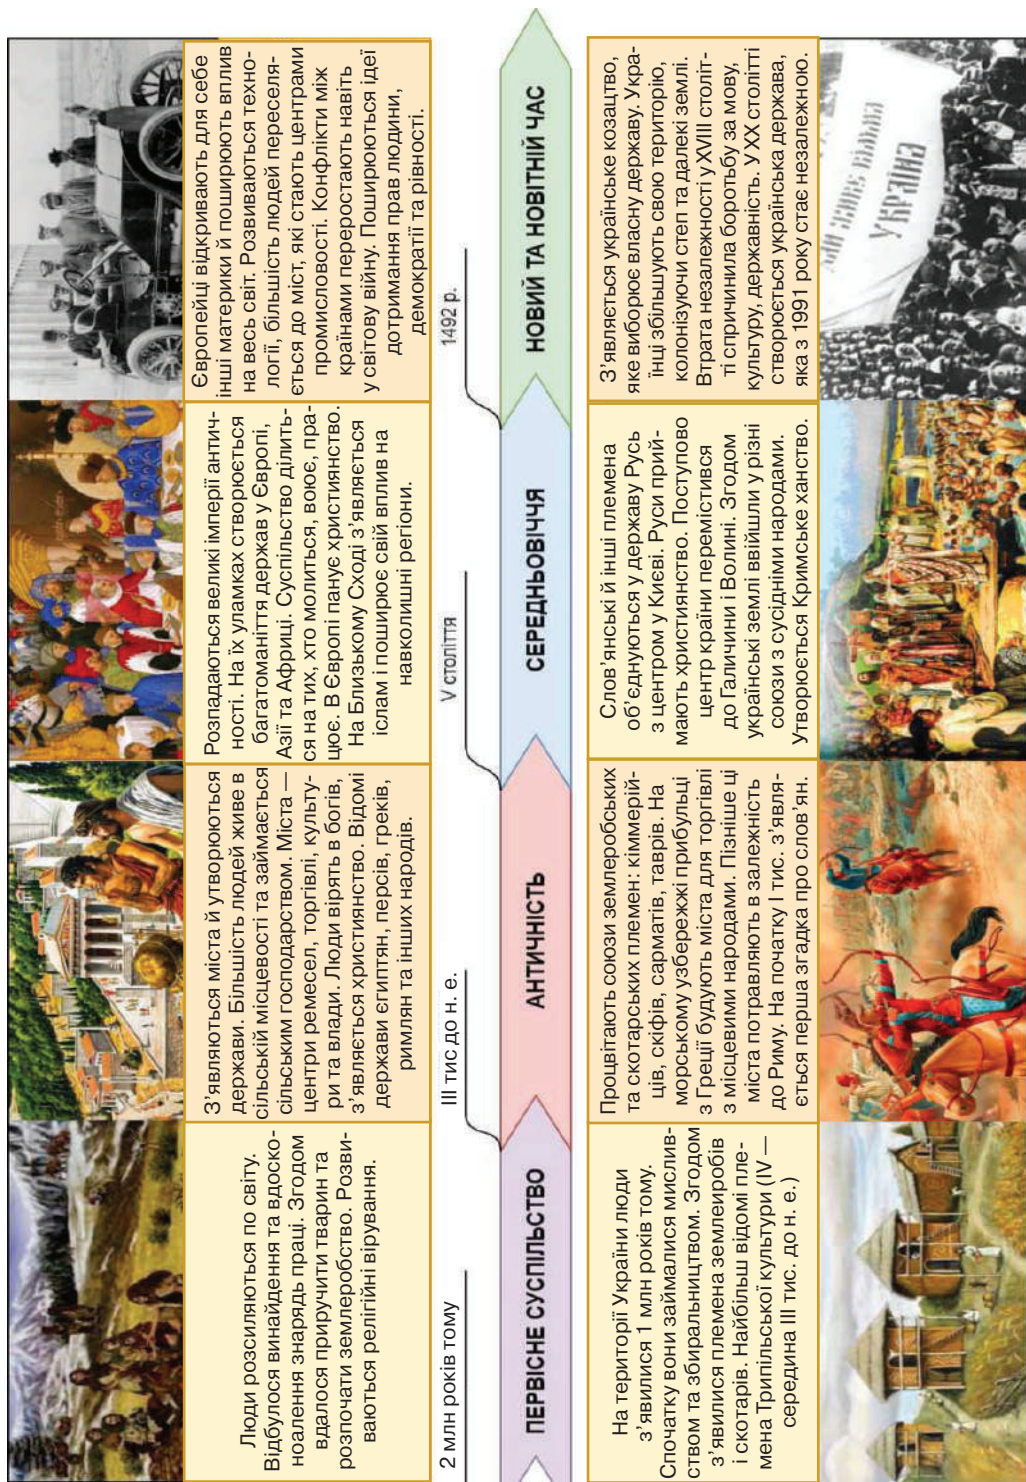 Люди розсиляються по світу.
Відбулося винайдення та вдоско-
ноалення знарядь праці. Згодом
вдалося приручити тварин та
розпочати землеробство. Розви-
ваються релігійні вірування.
З’являються міста й утворюються
держави. Більшість людей живе в
сільській місцевості та займається
сільським господарством. Міста —
центри ремесел, торгівлі, культу-
ри та влади. Люди вірять в богів,
з’являється християнство. Відомі
держави єгиптян, персів, греків,
римлян та інших народів.
Розпадаються великі імперії антич-
ності. На їх уламках створюється
багатоманіття держав у Європі,
Азії та Африці. Суспільство ділить-
ся на тих, хто молиться, воює, пра-
цює. В Європі панує християнство.
На Близькому Сході з’являється
іслам і поширює свій вплив на
навколишні регіони.
Європейці відкривають для себе
інші материки й поширюють вплив
на весь світ. Розвиваються техно-
логії, більшість людей переселя-
ється до міст, які стають центрами
промисловості. Конфлікти між
країнами переростають навіть
у світову війну. Поширюються ідеї
дотримання прав людини,
демократії та рівності.
2 млн років тому
ІІІ тис до н. е.
V століття
1492 р.
ПЕРВІСНЕ СУСПІЛЬСТВО
АНТИЧНІСТЬ
СЕРЕДНЬОВІЧЧЯ
НОВИЙ ТА НОВІТНІЙ ЧАС
На території України люди
з’явилися 1 млн років тому.
Спочатку вони займалися мислив-
ством та збиральництвом. Згодом
з’явилися племена землеиробів
і скотарів. Найбільш відомі пле-
мена Трипільської культури (IV —
середина III тис. до н. е.)
Процвітають союзи землеробських
та скотарських племен: кіммерій-
ців, скіфів, сарматів, таврів. На
морському узбережжі прибульці
з Греції будують міста для торгівлі
з місцевими народами. Пізніше ці
міста потравляють в залежність
до Риму. На початку І тис. з’явля-
ється перша згадка про слов’ян.
Слов’янські й інші племена
об’єднуються у державу Русь
з центром у Києві. Руси прий-
мають християнство. Поступово
центр країни перемістився
до Галичини і Волині. Згодом
українські землі ввійшли у різні
союзи з сусідніми народами.
Утворюється Кримське ханство.
З’являється українське козацтво,
яке виборює власну державу. Укра-
їнці збільшують свою територію,
колонізуючи степ та далекі землі.
Втрата незалежності у XVIII століт-
ті спричинила боротьбу за мову,
культуру, державність. У ХХ столітті
створюється українська держава,
яка з 1991 року стає незалежною.
ХАЙ ЖИВЕ ВІЛЬНА
УКРАЇНА